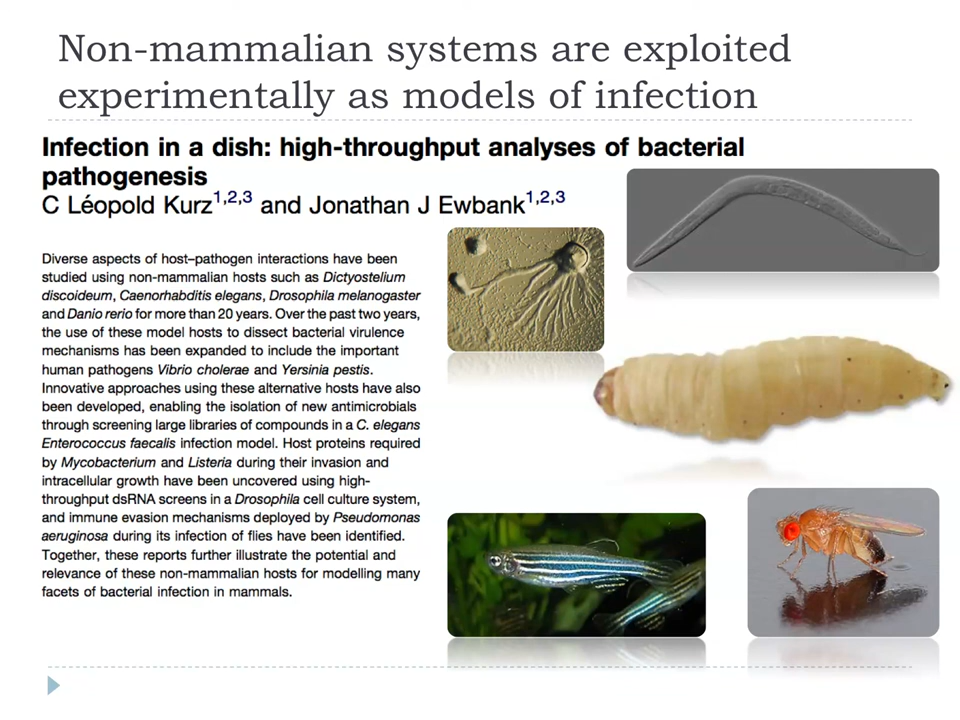 Non-mammalian systems are exploited
experimentally as models of infection
Infection in a dish: high-throughput analyses of bacterial
pathogenesis
C Léopold Kurz1,2,3 and Jonathan J Ewbank1,2,3
Diverse aspects of host–pathogen interactions have been
studied using non-mammalian hosts such as Dictyostelium
discoideum, Caenorhabditis elegans, Drosophila melanogaster
and Danio rerio for more than 20 years. Over the past two years,
the use of these model hosts to dissect bacterial virulence
mechanisms has been expanded to include the important
human pathogens Vibrio cholerae and Yersinia pestis.
Innovative approaches using these alternative hosts have also
been developed, enabling the isolation of new antimicrobials
through screening large libraries of compounds in a C. elegans
Enterococcus faecalis infection model. Host proteins required
by Mycobacterium and Listeria during their invasion and
intracellular growth have been uncovered using high-
throughput dsRNA screens in a Drosophila cell culture system,
and immune evasion mechanisms deployed by Pseudomonas
aeruginosa during its infection of flies have been identified.
Together, these reports further illustrate the potential and
relevance of these non-mammalian hosts for modelling many
facets of bacterial infection in mammals.